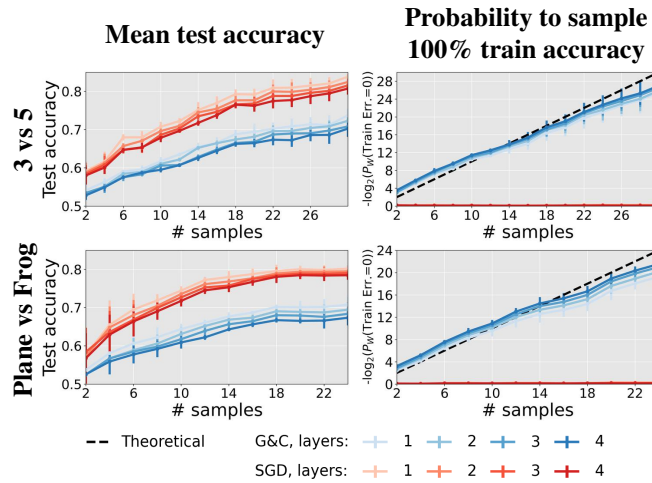 Mean test accuracy
Probability to sample
100% train accuracy
3 vs 5
Test accuracy
0.8
0.7
0.6
0.5
2 6 10 14 18 22 26
# samples
-log₂(P_W(Train Err.=0))
28
24
20
16
12
8
4
0
2 6 10 14 18 22 26
# samples
Plane vs Frog
Test accuracy
0.8
0.7
0.6
0.5
2 6 10 14 18 22
# samples
-log₂(P_W(Train Err.=0))
24
20
16
12
8
4
0
2 6 10 14 18 22
# samples
Theoretical G&C, layers: 1 2 3 4
SGD, layers: 1 2 3 4